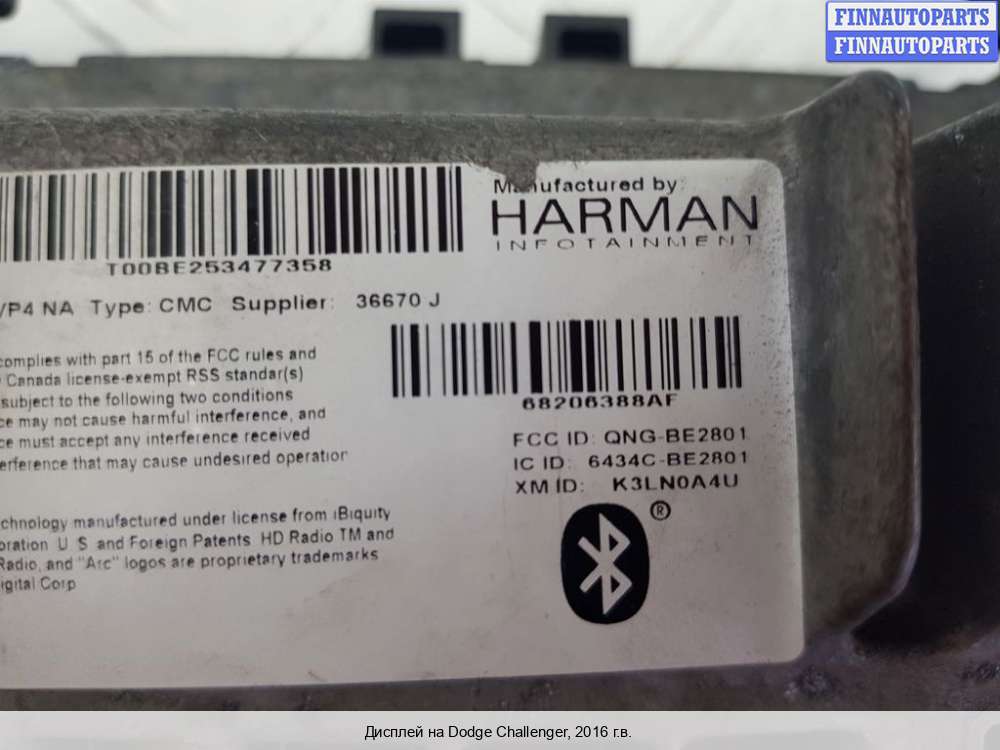 FINNAUTOPARTS
FINNAUTOPARTS
Manufactured by:
HARMAN
INFOTAINMENT
T00BE253477358
/P4 NA Type: CMC Supplier: 36670 J
complies with part 15 of the FCC rules and
Canada license-exempt RSS standar(s)
subject to the following two conditions
ce may not cause harmful interference, and
ce must accept any interference received
erference that may cause undesired operation
68206388AF
FCC ID: QNG-BE2801
IC ID: 6434C-BE2801
XM ID: K3LN0A4U
®
chnology manufactured under license from iBiquity
oration U S and Foreign Patents HD Radio TM and
Radio, and "Arc" logos are proprietary trademarks
igital Corp
Дисплей на Dodge Challenger, 2016 г.в.